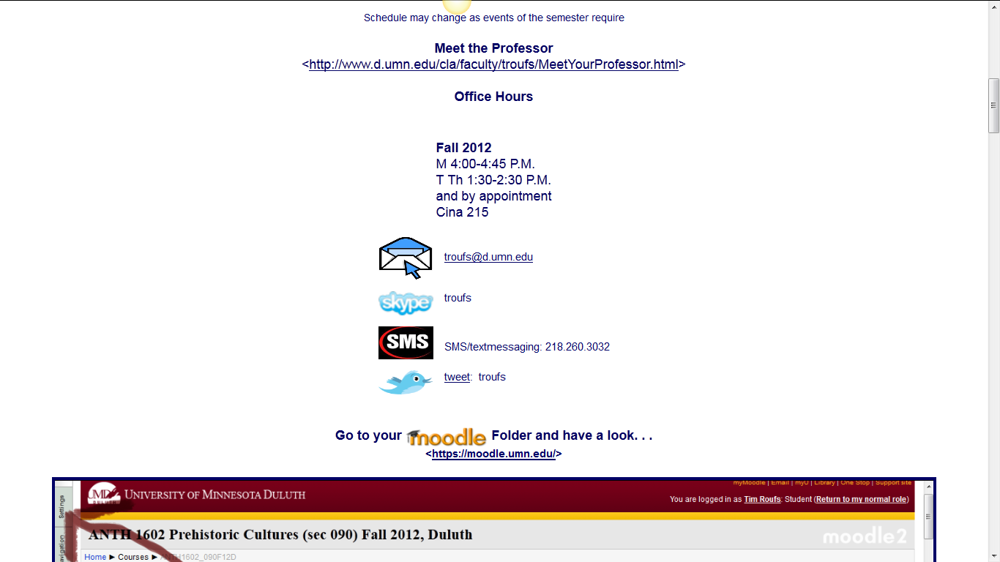 Schedule may change as events of the semester require
Meet the Professor
<http://www.d.umn.edu/cla/faculty/troufs/MeetYourProfessor.html>
Office Hours
Fall 2012
M 4:00-4:45 P.M.
T Th 1:30-2:30 P.M.
and by appointment
Cina 215
troufs@d.umn.edu
skype troufs
SMS SMS/textmessaging: 218.260.3032
tweet: troufs
Go to your moodle Folder and have a look. . .
<https://moodle.umn.edu/>
myMoodle | Email | myU | Library | One Stop | Support site
UMD DULUTH UNIVERSITY OF MINNESOTA DULUTH
You are logged in as Tim Roufs: Student (Return to my normal role)
Settings
ANTH 1602 Prehistoric Cultures (sec 090) Fall 2012, Duluth
moodle2
Home ► Courses ► ANTH1602_090F12D